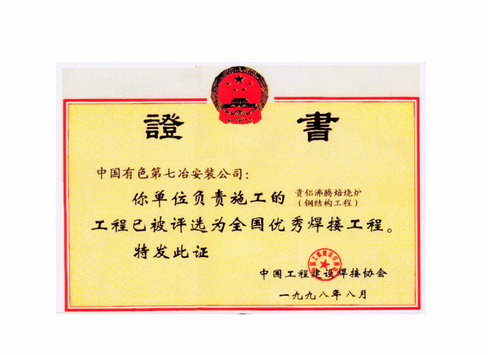 證 書
中国有色第七冶安装公司:
你单位负责施工的 贵铝沸腾焙烧炉
(钢结构工程)
工程已被评选为全国优秀焊接工程。
特发此证
中国工程建设焊接协会
一九九八年八月